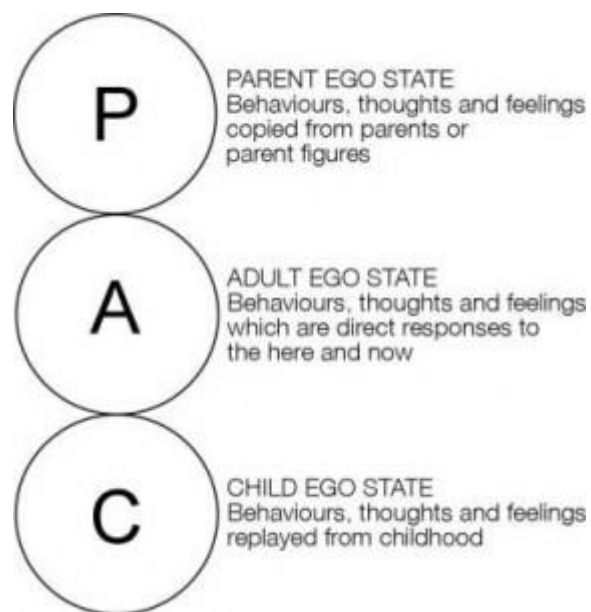 P
PARENT EGO STATE
Behaviours, thoughts and feelings
copied from parents or
parent figures
A
ADULT EGO STATE
Behaviours, thoughts and feelings
which are direct responses to
the here and now
C
CHILD EGO STATE
Behaviours, thoughts and feelings
replayed from childhood